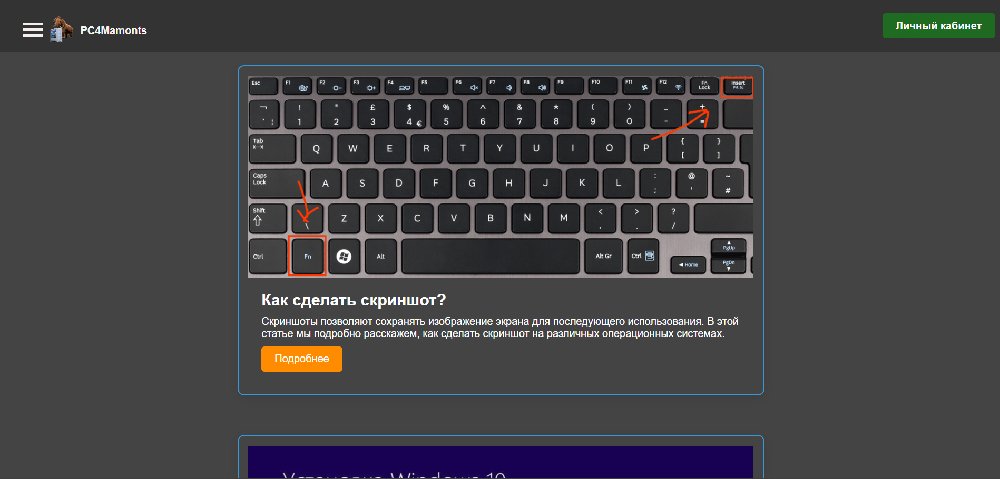 PC4Mamonts
Личный кабинет
Esc F1 F2 F3 F4 F5 F6 F7 F8 F9 F10 F11 F12 Fn Lock Insert Prt Sc
¬ ` ¦ ! 1 " 2 £ 3 $ 4 € % 5 ^ 6 & 7 * 8 ( 9 ) 0 _ - + =
Tab Q W E R T Y U I O P { [ } ]
Caps Lock A S D F G H J K L : ; @ ' ~ #
Shift \ Z X C V B N M < , > . ? /
Ctrl Fn Alt Alt Gr Ctrl Home PgUp PgDn
Как сделать скриншот?
Скриншоты позволяют сохранять изображение экрана для последующего использования. В этой
статье мы подробно расскажем, как сделать скриншот на различных операционных системах.
Подробнее
Установка Windows 10